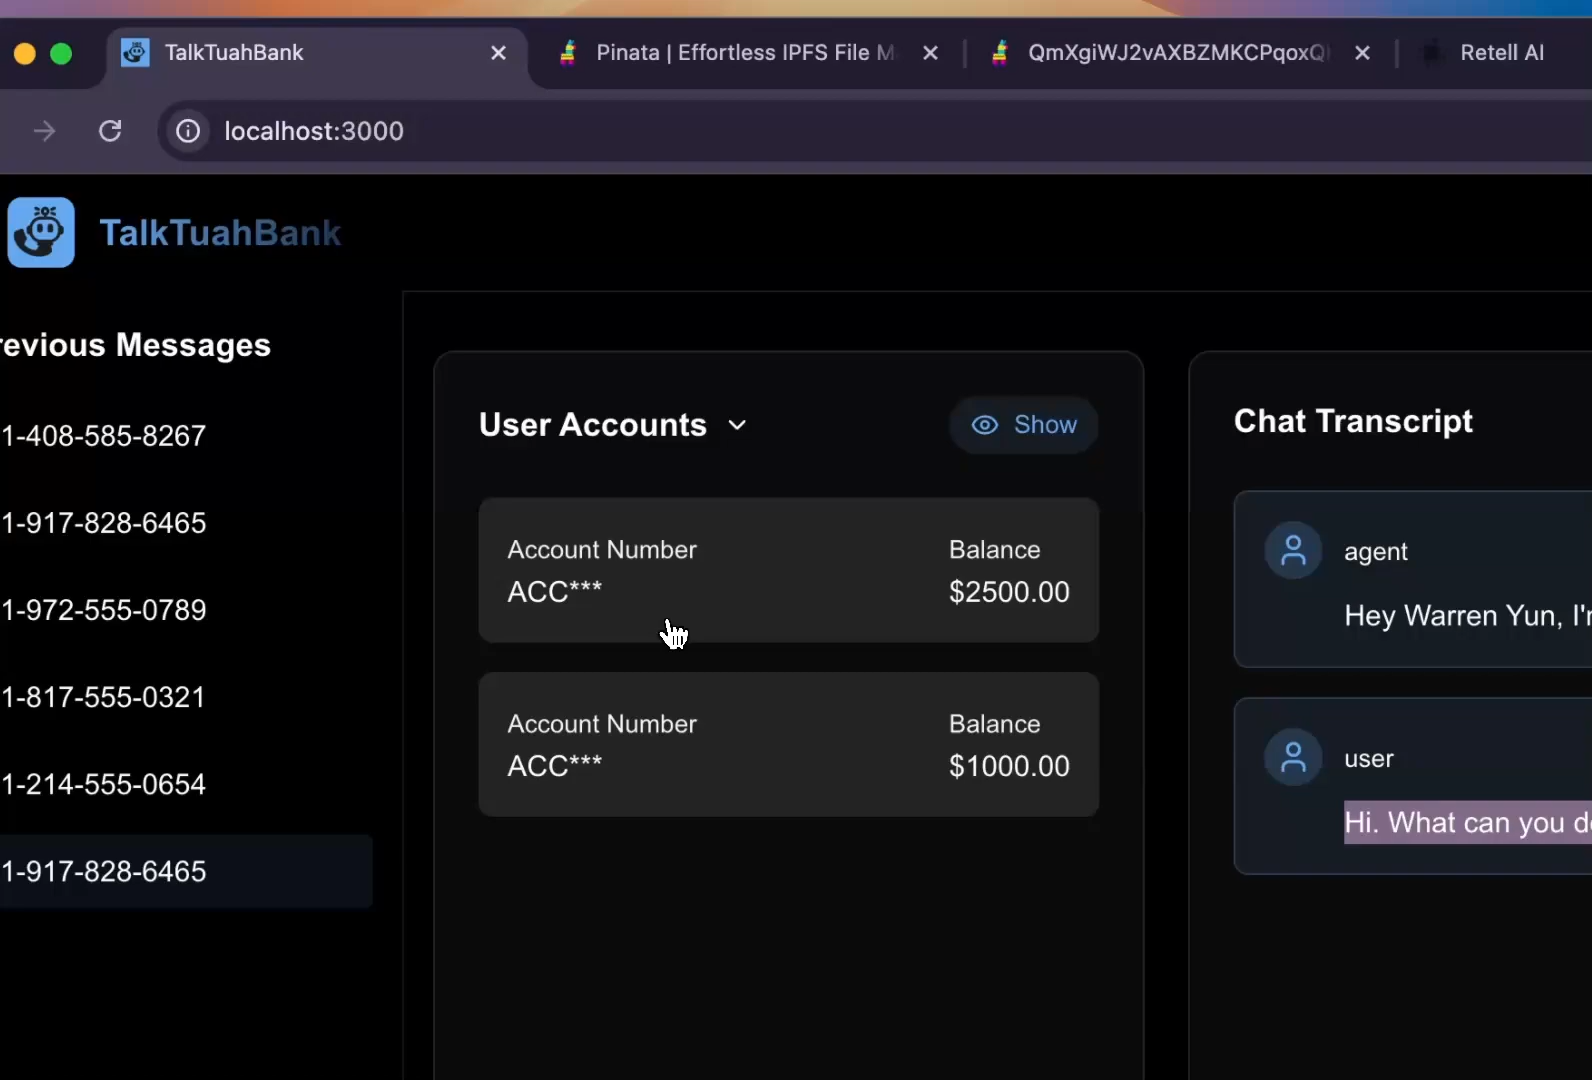 TalkTuahBank
Pinata | Effortless IPFS File M
QmXgiWJ2vAXBZMKCPqoxQ
Retell AI
localhost:3000
TalkTuahBank
revious Messages
1-408-585-8267
1-917-828-6465
1-972-555-0789
1-817-555-0321
1-214-555-0654
1-917-828-6465
User Accounts
Show
Account Number
Balance
ACC***
$2500.00
Account Number
Balance
ACC***
$1000.00
Chat Transcript
agent
Hey Warren Yun, I'm
user
Hi. What can you do